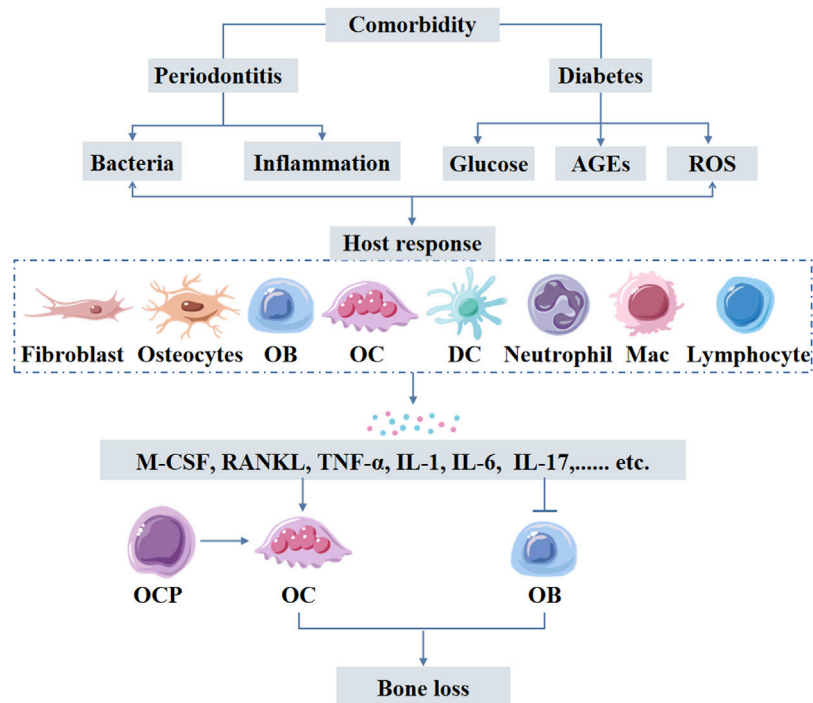 Comorbidity
Periodontitis Diabetes
Bacteria Inflammation Glucose AGEs ROS
Host response
Fibroblast Osteocytes OB OC DC Neutrophil Mac Lymphocyte
M-CSF, RANKL, TNF-α, IL-1, IL-6, IL-17,...... etc.
OCP OC OB
Bone loss